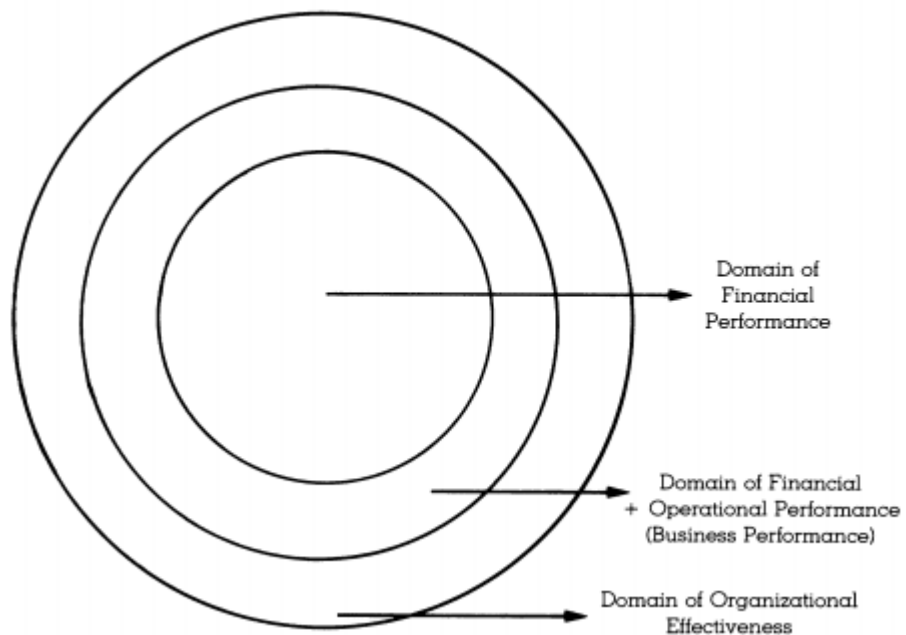 Domain of
Financial
Performance
Domain of Financial
+ Operational Performance
(Business Performance)
Domain of Organizational
Effectiveness